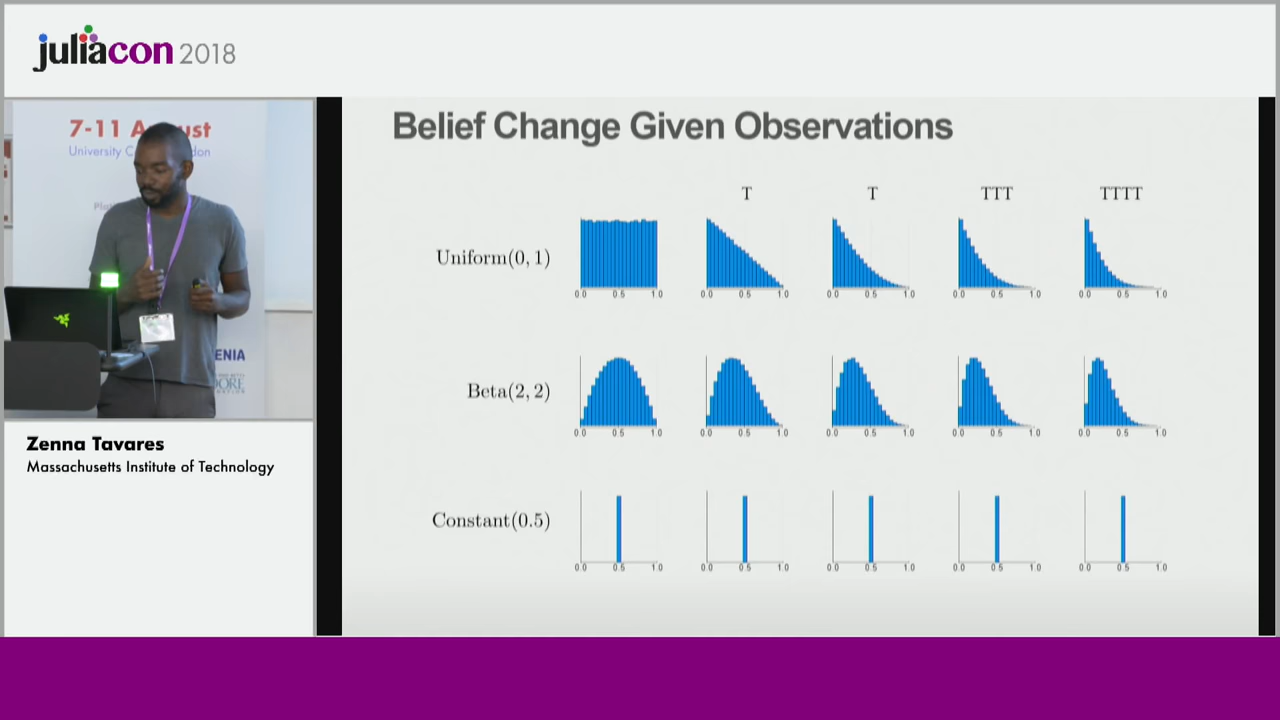 juliacon 2018
7-11 August
Zenna Tavares
Massachusetts Institute of Technology
Belief Change Given Observations
T T TTT TTTT
Uniform(0, 1)
0.0 0.5 1.0 0.0 0.5 1.0 0.0 0.5 1.0 0.0 0.5 1.0 0.0 0.5 1.0
Beta(2, 2)
0.0 0.5 1.0 0.0 0.5 1.0 0.0 0.5 1.0 0.0 0.5 1.0 0.0 0.5 1.0
Constant(0.5)
0.0 0.5 1.0 0.0 0.5 1.0 0.0 0.5 1.0 0.0 0.5 1.0 0.0 0.5 1.0